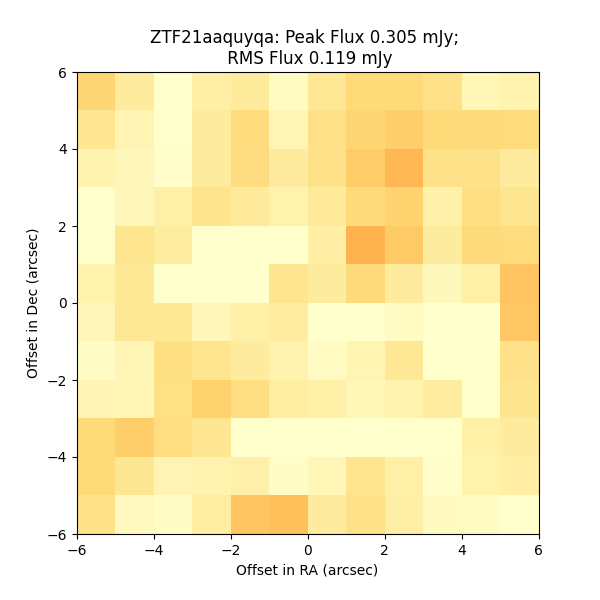 ZTF21aaquyqa: Peak Flux 0.305 mJy;
RMS Flux 0.119 mJy
6
4
2
0
−2
−4
−6
Offset in Dec (arcsec)
−6 −4 −2 0 2 4 6
Offset in RA (arcsec)